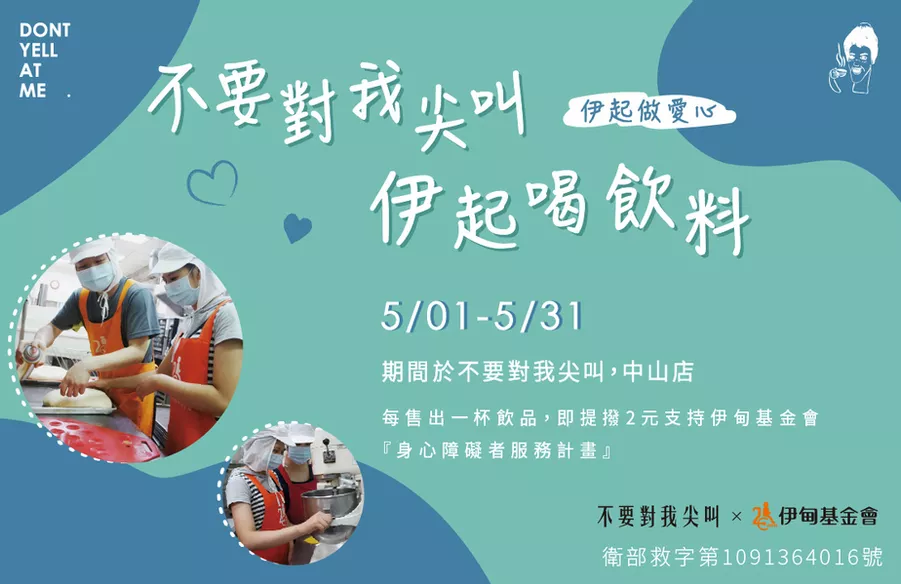 DONT
YELL
AT
ME .
不要對我尖叫
伊起做愛心
伊起喝飲料
5/01-5/31
期間於不要對我尖叫，中山店
每售出一杯飲品，即提撥2元支持伊甸基金會
『身心障礙者服務計畫』
不要對我尖叫 × 伊甸基金會
衛部救字第1091364016號